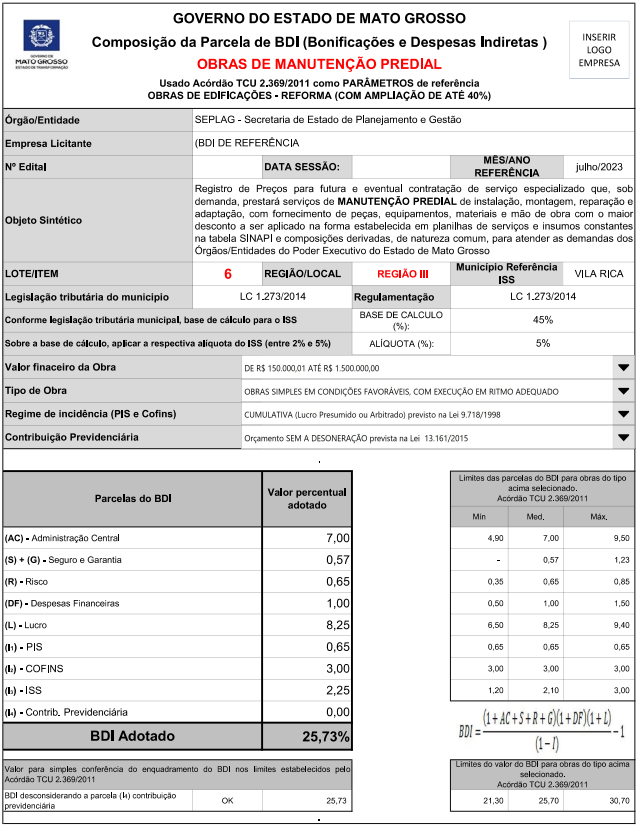 GOVERNO DO ESTADO DE MATO GROSSO
Composição da Parcela de BDI (Bonificações e Despesas Indiretas )
OBRAS DE MANUTENÇÃO PREDIAL
Usado Acórdão TCU 2.369/2011 como PARÂMETROS de referência
OBRAS DE EDIFICAÇÕES - REFORMA (COM AMPLIAÇÃO DE ATÉ 40%)
GOVERNO DE
MATO GROSSO
ESTADO DE TRANSFORMAÇÃO
INSERIR
LOGO
EMPRESA
Órgão/Entidade SEPLAG - Secretaria de Estado de Planejamento e Gestão
Empresa Licitante (BDI DE REFERÊNCIA
Nº Edital DATA SESSÃO: MÊS/ANO REFERÊNCIA julho/2023
Objeto Sintético
Registro de Preços para futura e eventual contratação de serviço especializado que, sob
demanda, prestará serviços de MANUTENÇÃO PREDIAL de instalação, montagem, reparação e
adaptação, com fornecimento de peças, equipamentos, materiais e mão de obra com o maior
desconto a ser aplicado na forma estabelecida em planilhas de serviços e insumos constantes
na tabela SINAPI e composições derivadas, de natureza comum, para atender as demandas dos
Órgãos/Entidades do Poder Executivo do Estado de Mato Grosso
LOTE/ITEM 6 REGIÃO/LOCAL REGIÃO III Município Referência ISS VILA RICA
Legislação tributária do municipio LC 1.273/2014 Regulamentação LC 1.273/2014
Conforme legislação tributária municipal, base de cálculo para o ISS BASE DE CALCULO (%): 45%
Sobre a base de cálculo, aplicar a respectiva alíquota do ISS (entre 2% e 5%) ALÍQUOTA (%): 5%
Valor finaceiro da Obra DE R$ 150.000,01 ATÉ R$ 1.500.000,00
Tipo de Obra OBRAS SIMPLES EM CONDIÇÕES FAVORÁVEIS, COM EXECUÇÃO EM RITMO ADEQUADO
Regime de incidência (PIS e Cofins) CUMULATIVA (Lucro Presumido ou Arbitrado) previsto na Lei 9.718/1998
Contribuição Previdenciária Orçamento SEM A DESONERAÇÃO prevista na Lei 13.161/2015
Parcelas do BDI Valor percentual adotado
Limites das parcelas do BDI para obras do tipo
acima selecionado.
Acórdão TCU 2.369/2011
Mín Med. Máx.
(AC) - Administração Central 7,00 4,90 7,00 9,50
(S) + (G) - Seguro e Garantia 0,57 - 0,57 1,23
(R) - Risco 0,65 0,35 0,65 0,85
(DF) - Despesas Financeiras 1,00 0,50 1,00 1,50
(L) - Lucro 8,25 6,50 8,25 9,40
(I₁) - PIS 0,65 0,65 0,65 0,65
(I₂) - COFINS 3,00 3,00 3,00 3,00
(I₃) - ISS 2,25 1,20 2,10 3,00
(I₄) - Contrib. Previdenciária 0,00
BDI Adotado 25,73%
BDI = (1 + AC + S + R + G)(1 + DF)(1 + L) / (1 - I) - 1
Valor para simples conferência do enquadramento do BDI nos limites estabelecidos pelo
Acórdão TCU 2.369/2011
BDI desconsiderando a parcela (I₄) contribuição
previdenciária OK 25,73
Limites do valor do BDI para obras do tipo acima
selecionado.
Acórdão TCU 2.369/2011
21,30 25,70 30,70